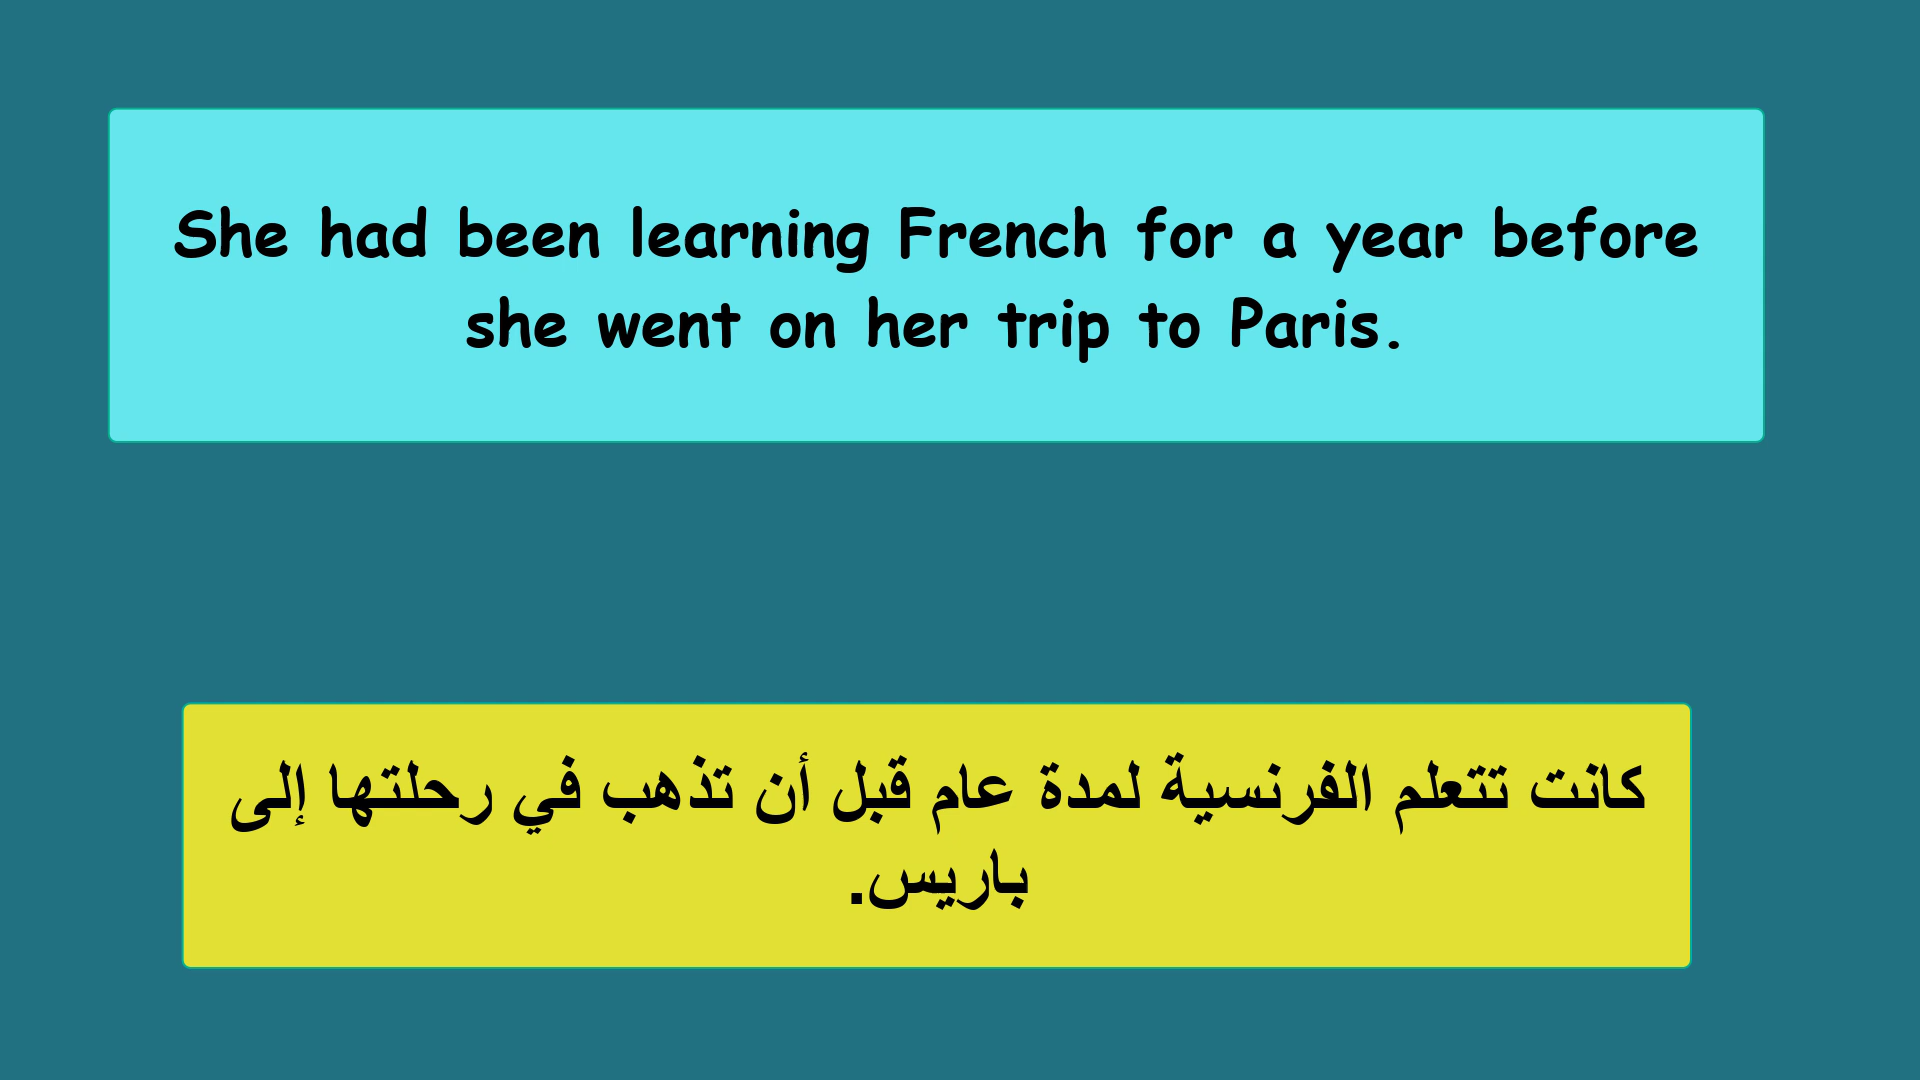 She had been learning French for a year before
she went on her trip to Paris.
كانت تتعلم الفرنسية لمدة عام قبل أن تذهب في رحلتها إلى
باريس.